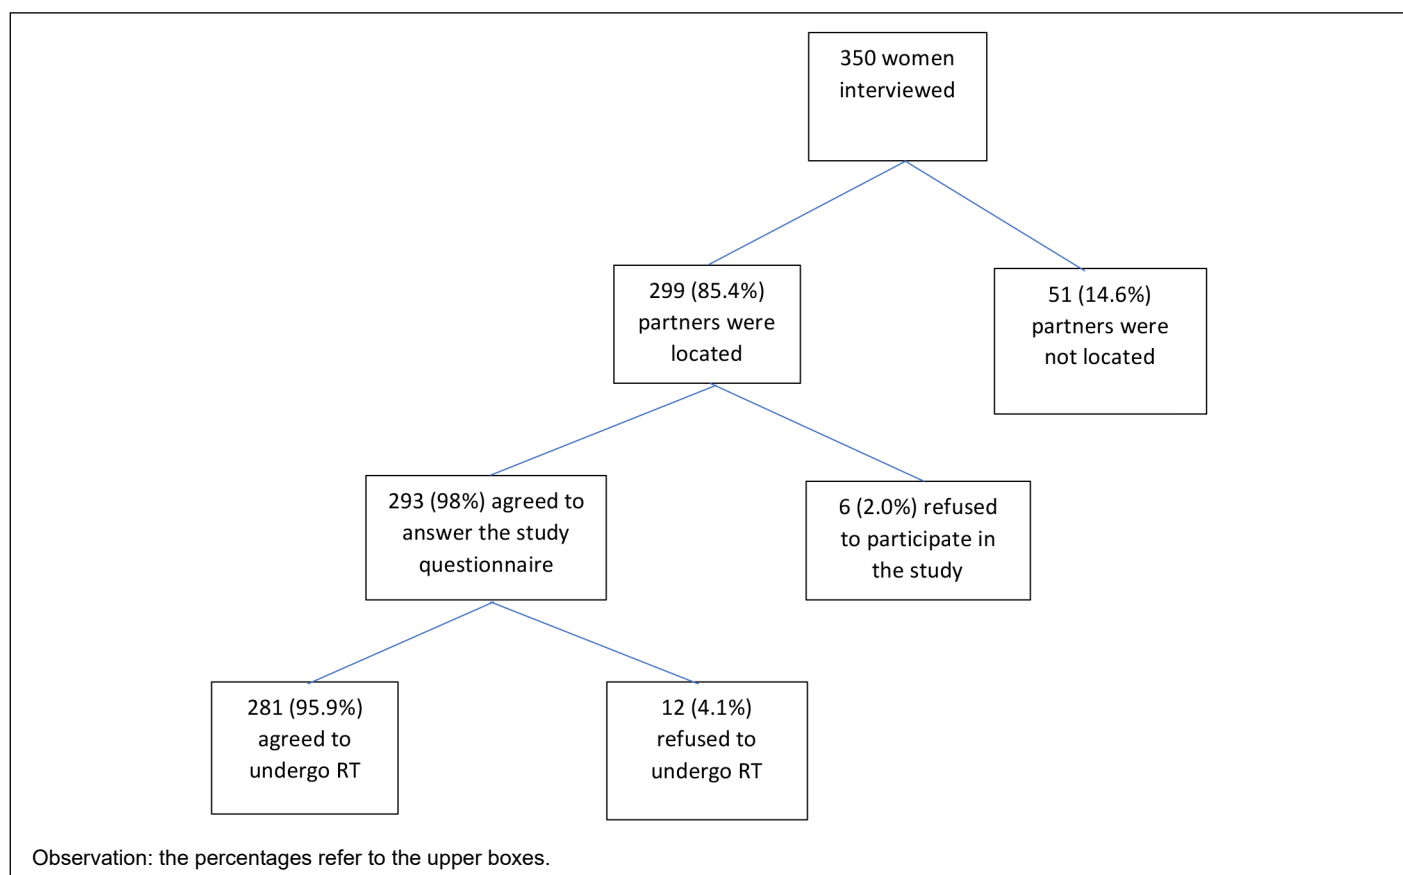 350 women
interviewed
299 (85.4%)
partners were
located
51 (14.6%)
partners were
not located
293 (98%) agreed to
answer the study
questionnaire
6 (2.0%) refused
to participate in
the study
281 (95.9%)
agreed to
undergo RT
12 (4.1%)
refused to
undergo RT
Observation: the percentages refer to the upper boxes.